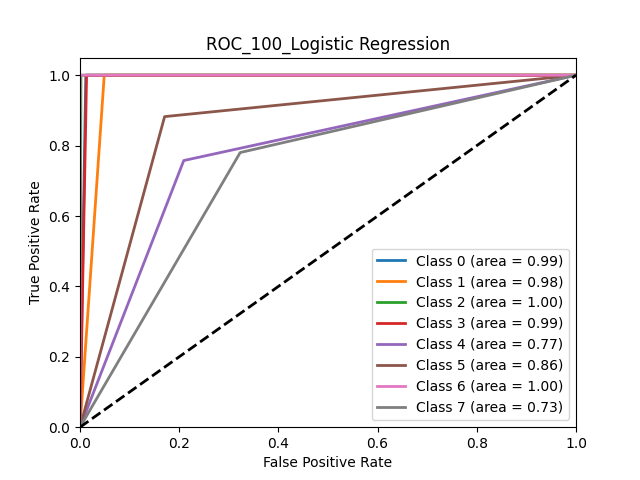 ROC_100_Logistic Regression
True Positive Rate
1.0
0.8
0.6
0.4
0.2
0.0
Class 0 (area = 0.99)
Class 1 (area = 0.98)
Class 2 (area = 1.00)
Class 3 (area = 0.99)
Class 4 (area = 0.77)
Class 5 (area = 0.86)
Class 6 (area = 1.00)
Class 7 (area = 0.73)
0.0 0.2 0.4 0.6 0.8 1.0
False Positive Rate